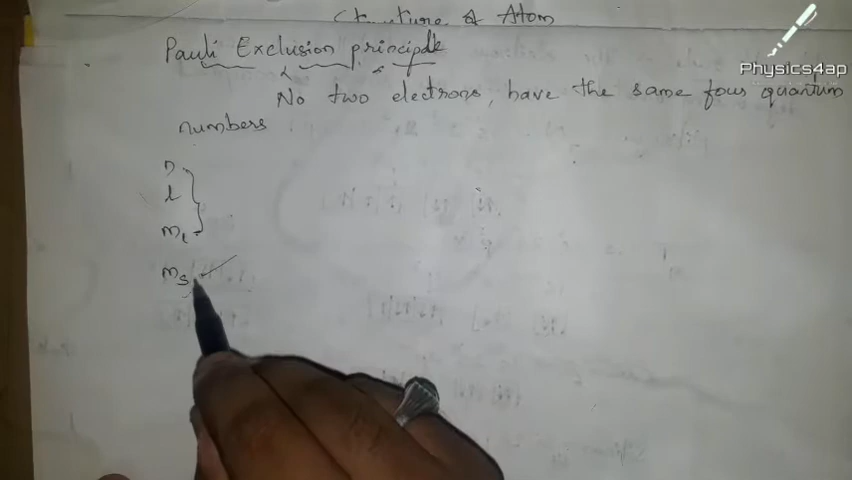 Structure of Atom
Physics4ap
Pauli Exclusion principle
No two electrons, have the same four quantum
numbers
n
l
ml
ms